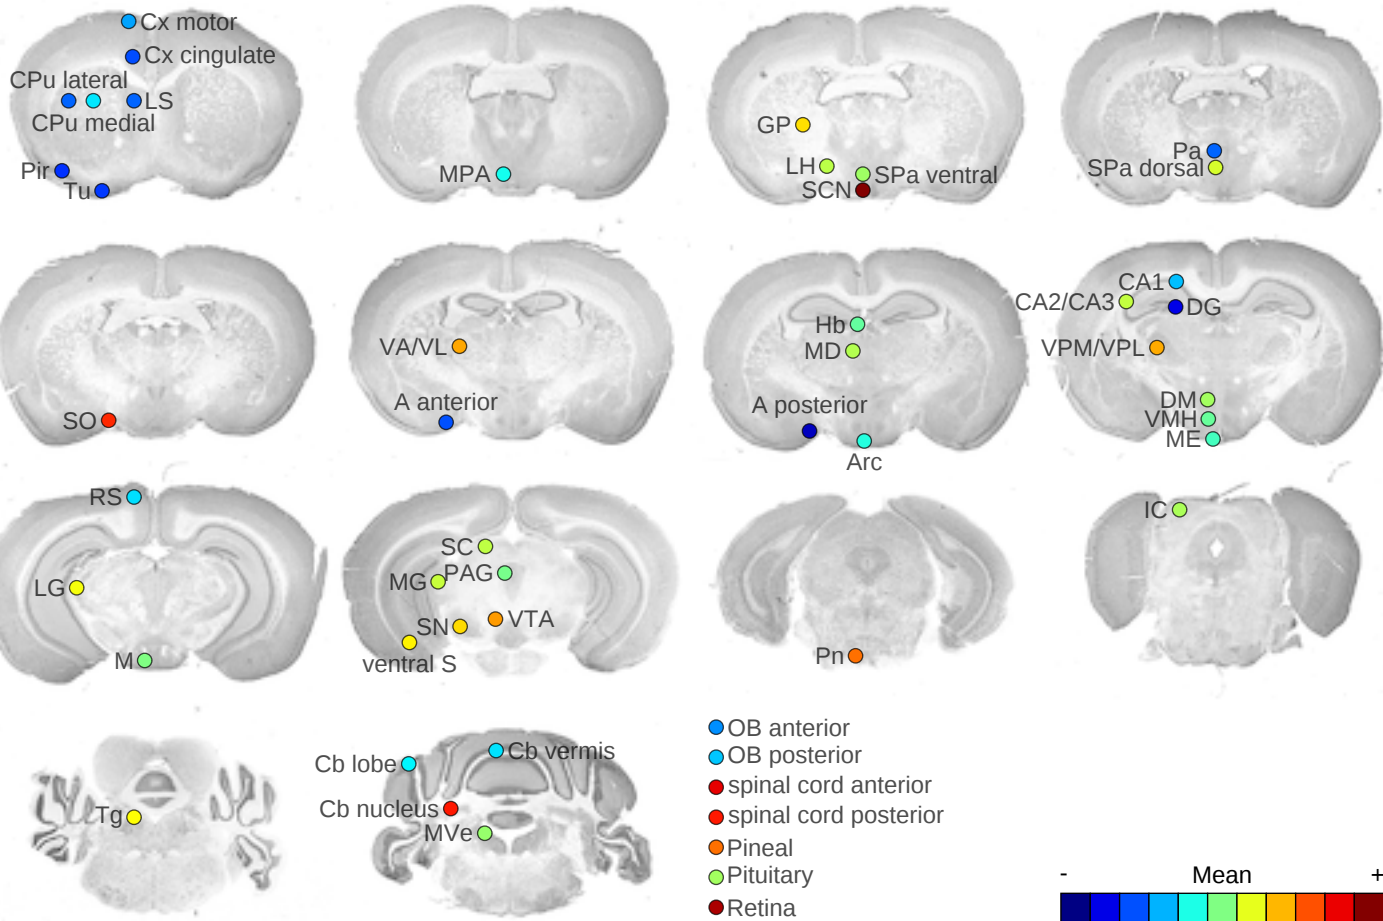 Cx motor
Cx cingulate
CPu lateral
LS
CPu medial
Pir
Tu
MPA
GP
LH
SPa ventral
SCN
Pa
SPa dorsal
SO
VA/VL
A anterior
Hb
MD
A posterior
Arc
CA1
CA2/CA3
DG
VPM/VPL
DM
VMH
ME
RS
LG
M
SC
MG
PAG
SN
VTA
ventral S
Pn
IC
Tg
Cb lobe
Cb vermis
Cb nucleus
MVe
OB anterior
OB posterior
spinal cord anterior
spinal cord posterior
Pineal
Pituitary
Retina
- Mean +